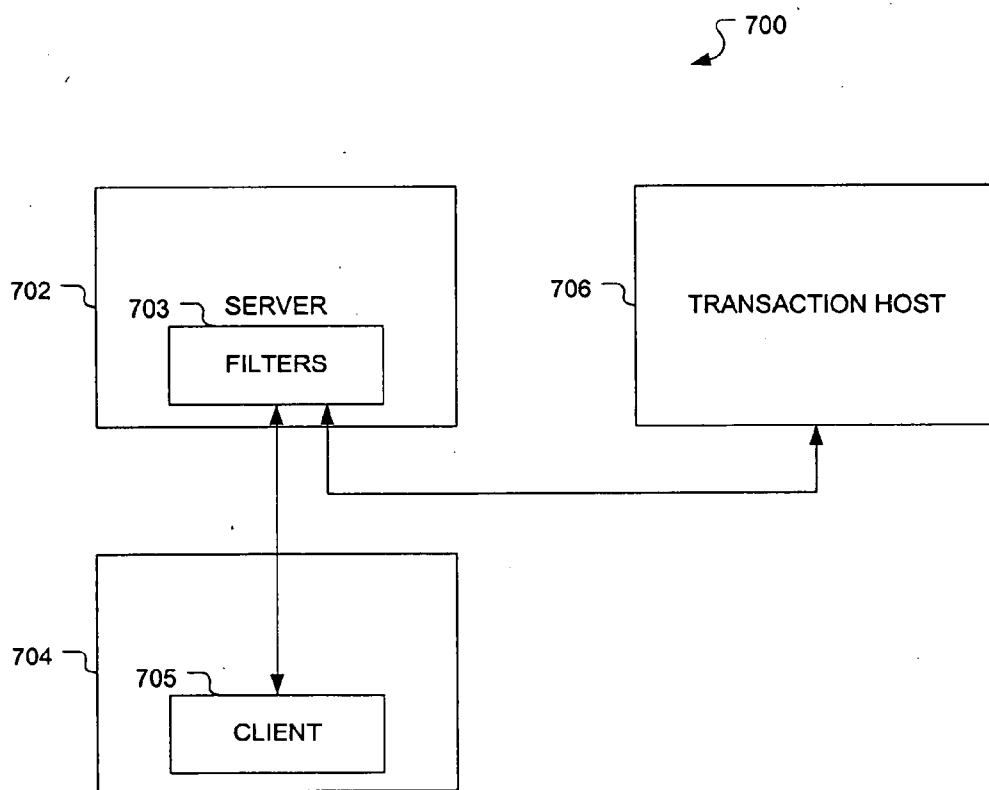 700
702
703
SERVER
FILTERS
706
TRANSACTION HOST
704
705
CLIENT